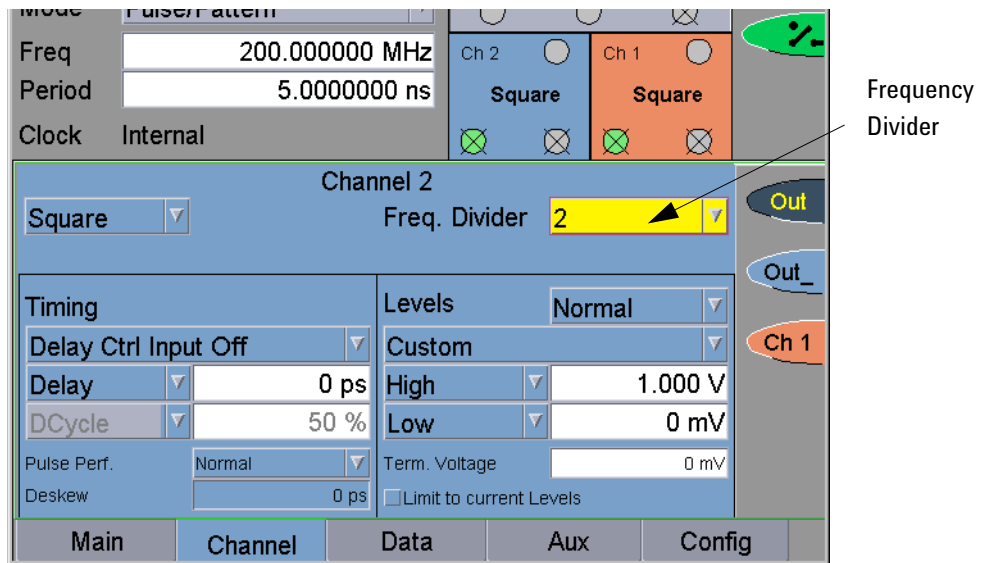 Mode Pulse/Pattern
Freq 200.000000 MHz
Period 5.0000000 ns
Clock Internal
Ch 2
Square
Ch 1
Square
Frequency
Divider
Channel 2
Square Freq. Divider 2
Timing
Delay Ctrl Input Off
Delay 0 ps
DCycle 50 %
Pulse Perf. Normal
Deskew 0 ps
Levels Normal
Custom
High 1.000 V
Low 0 mV
Term. Voltage 0 mV
Limit to current Levels
Out
Out_
Ch 1
Main Channel Data Aux Config